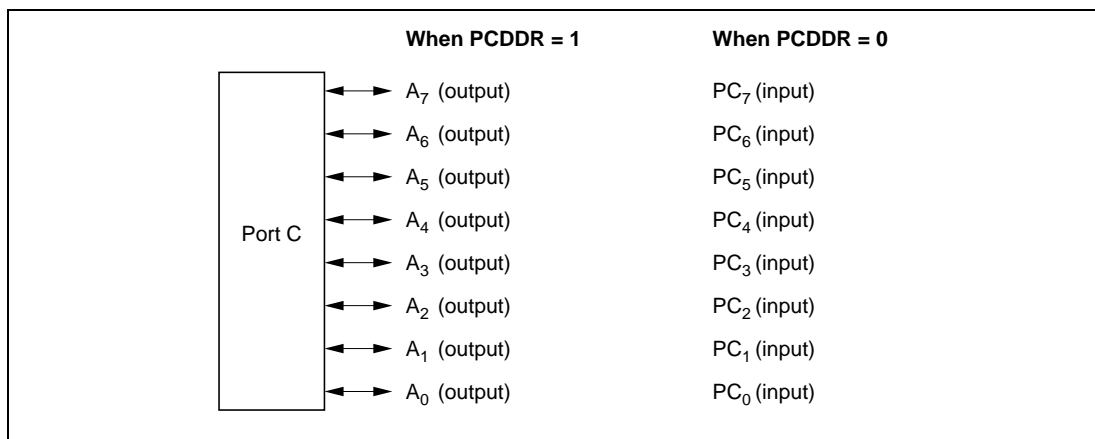 When PCDDR = 1 When PCDDR = 0
A7 (output) PC7 (input)
A6 (output) PC6 (input)
A5 (output) PC5 (input)
A4 (output) PC4 (input)
Port C
A3 (output) PC3 (input)
A2 (output) PC2 (input)
A1 (output) PC1 (input)
A0 (output) PC0 (input)